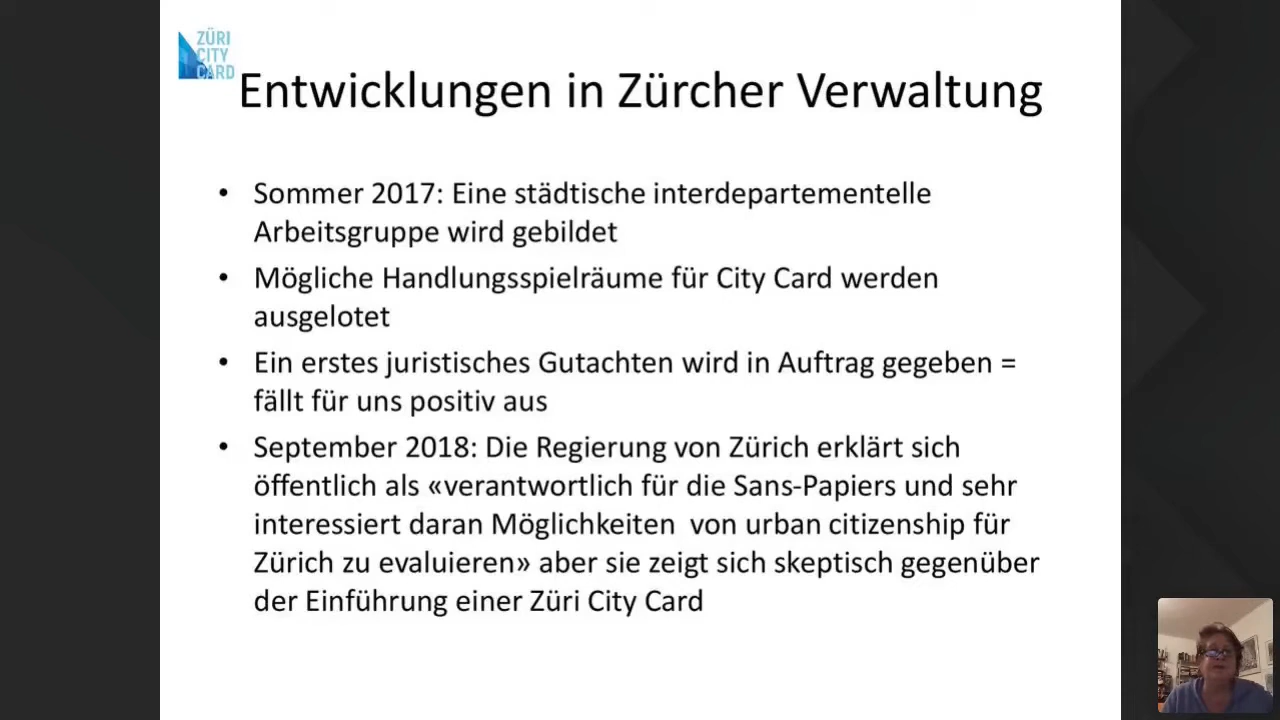 ZÜRI
CITY
CARD
Entwicklungen in Zürcher Verwaltung
• Sommer 2017: Eine städtische interdepartementelle
Arbeitsgruppe wird gebildet
• Mögliche Handlungsspielräume für City Card werden
ausgelotet
• Ein erstes juristisches Gutachten wird in Auftrag gegeben =
fällt für uns positiv aus
• September 2018: Die Regierung von Zürich erklärt sich
öffentlich als «verantwortlich für die Sans-Papiers und sehr
interessiert daran Möglichkeiten  von urban citizenship für
Zürich zu evaluieren» aber sie zeigt sich skeptisch gegenüber
der Einführung einer Züri City Card